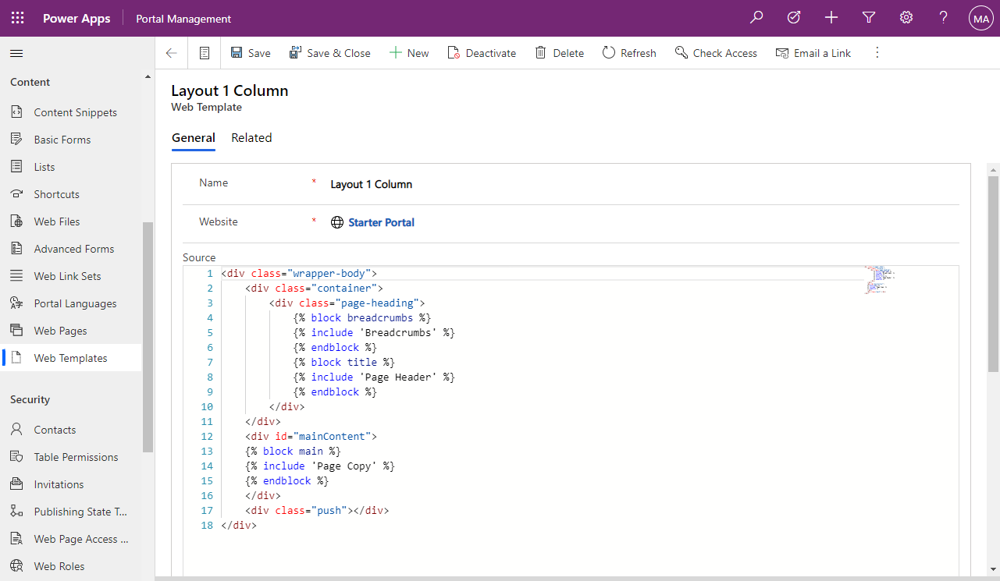 Power Apps
Portal Management
MA
Save
Save & Close
New
Deactivate
Delete
Refresh
Check Access
Email a Link
Content
Content Snippets
Basic Forms
Lists
Shortcuts
Web Files
Advanced Forms
Web Link Sets
Portal Languages
Web Pages
Web Templates
Security
Contacts
Table Permissions
Invitations
Publishing State T...
Web Page Access ...
Web Roles
Layout 1 Column
Web Template
General
Related
Name * Layout 1 Column
Website * Starter Portal
Source
1 <div class="wrapper-body">
2 <div class="container">
3 <div class="page-heading">
4 {% block breadcrumbs %}
5 {% include 'Breadcrumbs' %}
6 {% endblock %}
7 {% block title %}
8 {% include 'Page Header' %}
9 {% endblock %}
10 </div>
11 </div>
12 <div id="mainContent">
13 {% block main %}
14 {% include 'Page Copy' %}
15 {% endblock %}
16 </div>
17 <div class="push"></div>
18 </div>